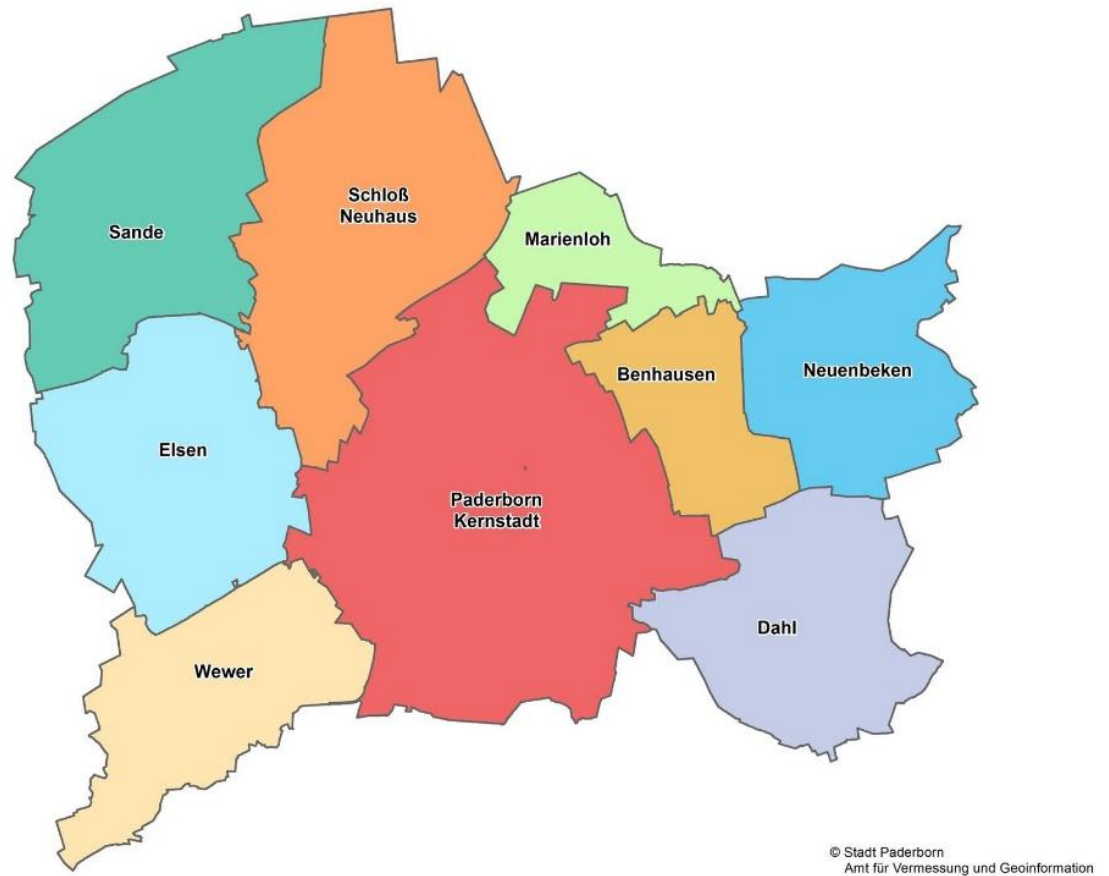 Schloß
Neuhaus
Sande
Marienloh
Benhausen
Neuenbeken
Elsen
Paderborn
Kernstadt
Dahl
Wewer
© Stadt Paderborn
Amt für Vermessung und Geoinformation